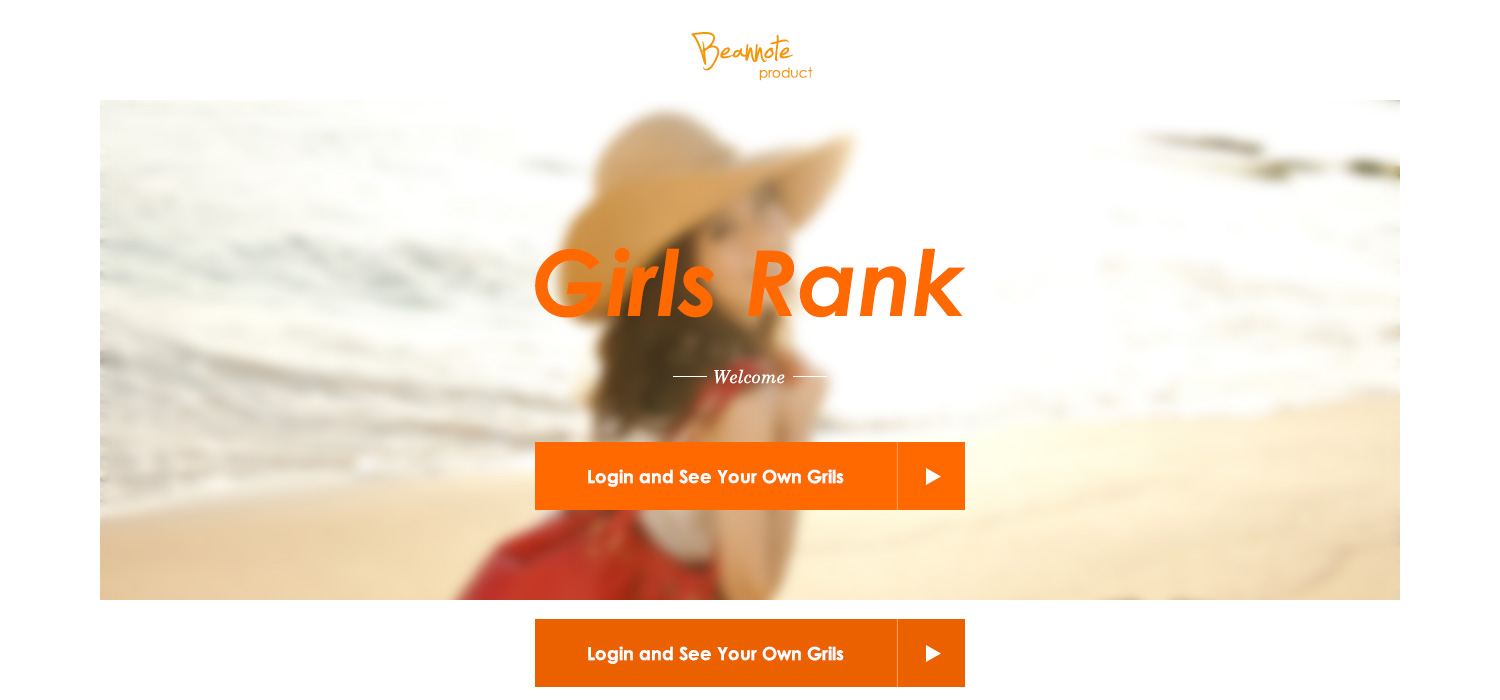 Beannote
product
Girls Rank
Welcome
Login and See Your Own Grils
Login and See Your Own Grils